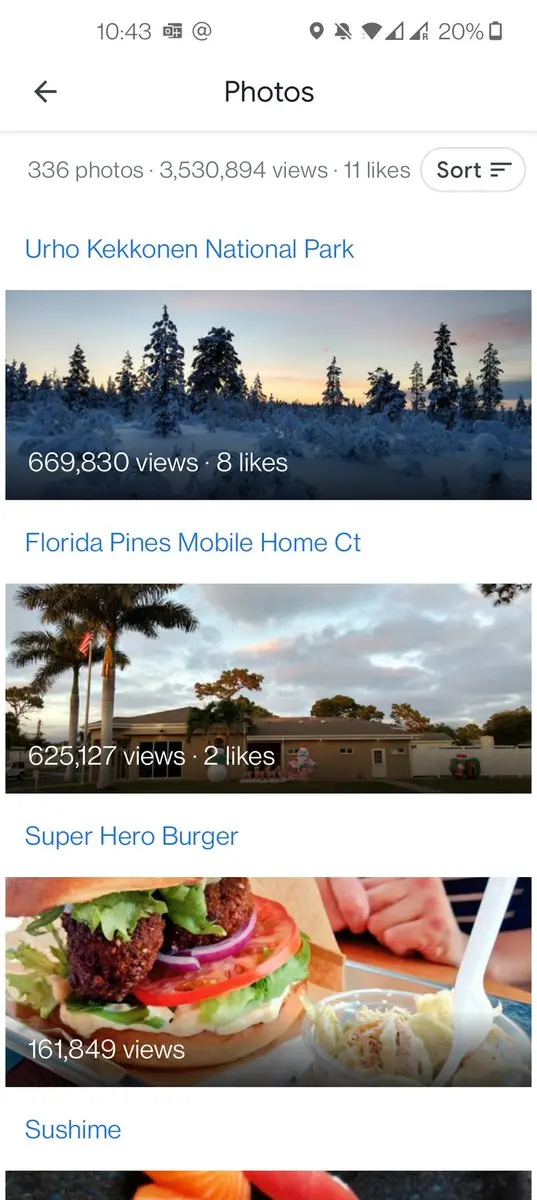 10:43 @ R 20%
Photos
336 photos · 3,530,894 views · 11 likes Sort
Urho Kekkonen National Park
669,830 views · 8 likes
Florida Pines Mobile Home Ct
625,127 views · 2 likes
Super Hero Burger
161,849 views
Sushime